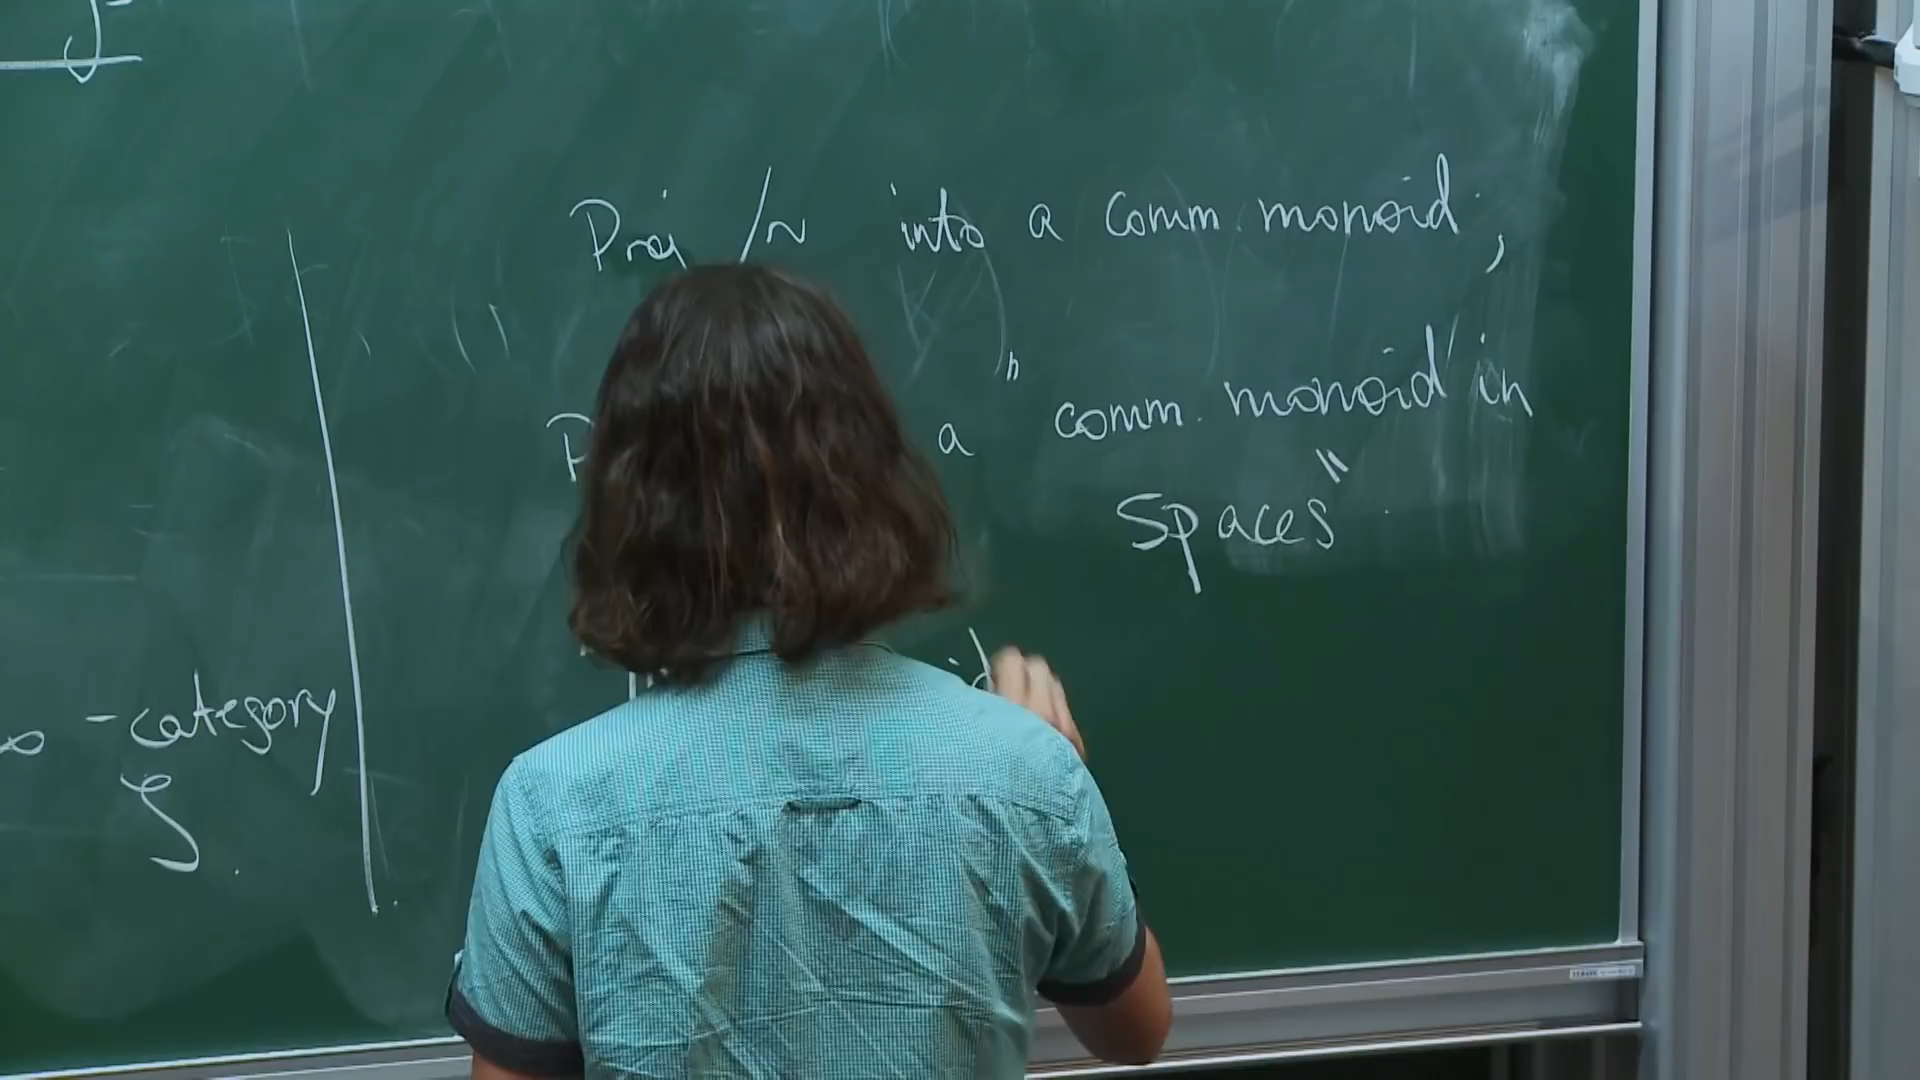 ∞ -category
Proj /~ into a comm. monoid,
a "comm. monoid in
Spaces"